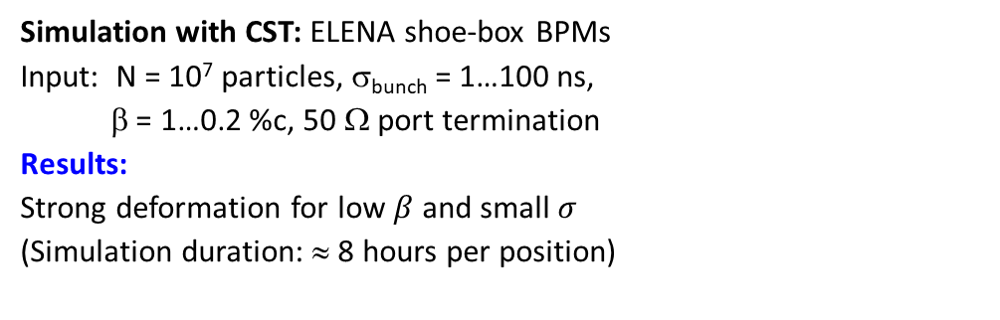 Simulation with CST: ELENA shoe-box BPMs
Input: N = 10⁷ particles, σ_bunch = 1…100 ns,
β = 1…0.2 %c, 50 Ω port termination
Results:
Strong deformation for low β and small σ
(Simulation duration: ≈ 8 hours per position)